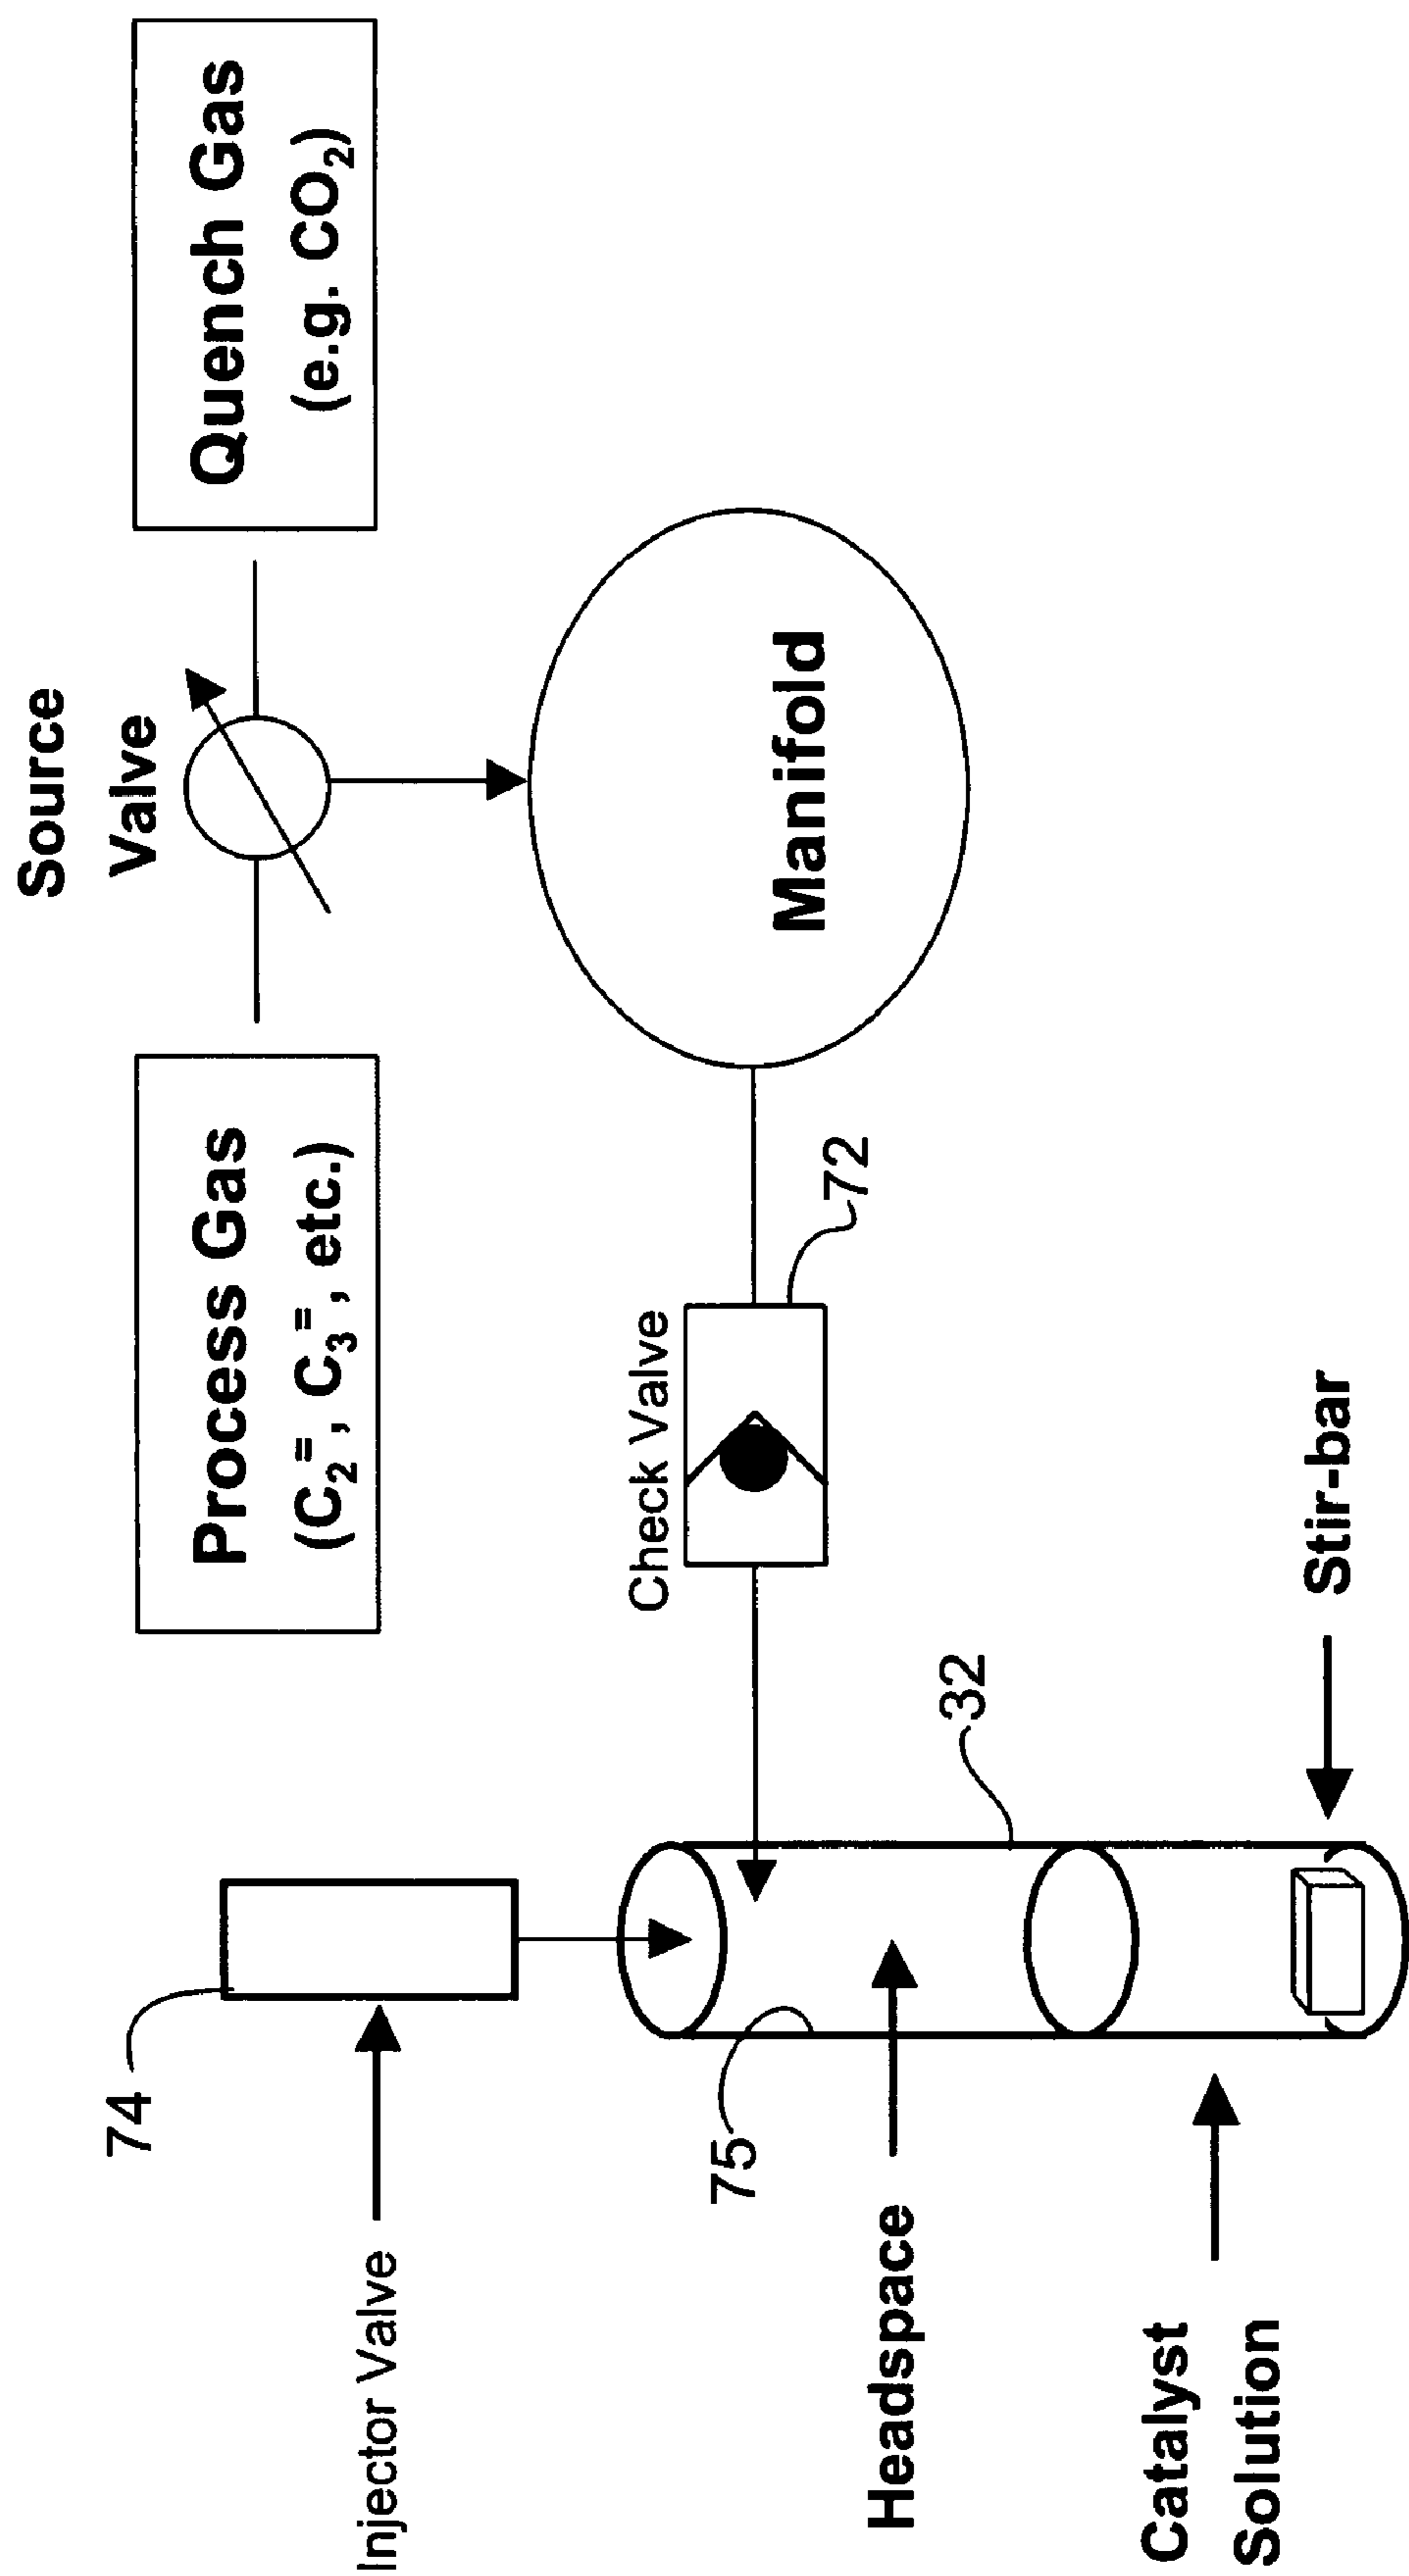 Source
Valve
Process Gas
(C₂⁼, C₃⁼, etc.)
Quench Gas
(e.g. CO₂)
74
Injector Valve
Check Valve
72
Manifold
75
Headspace
32
Catalyst
Solution
Stir-bar